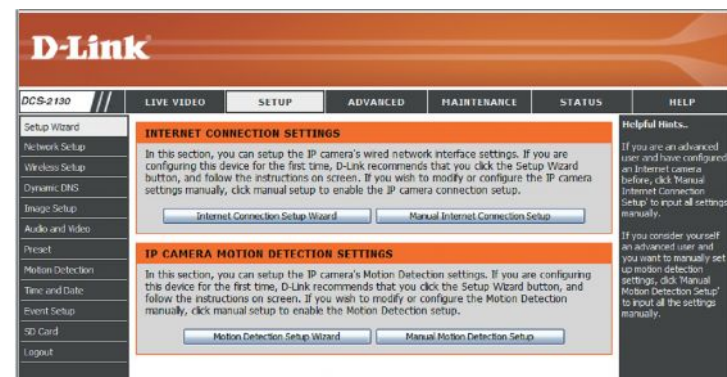 D-Link
DCS-2130
LIVE VIDEO
SETUP
ADVANCED
MAINTENANCE
STATUS
HELP
Setup Wizard
Network Setup
Wireless Setup
Dynamic DNS
Image Setup
Audio and Video
Preset
Motion Detection
Time and Date
Event Setup
SD Card
Logout
INTERNET CONNECTION SETTINGS
In this section, you can setup the IP camera's wired network interface settings. If you are
configuring this device for the first time, D-Link recommends that you click the Setup Wizard
button, and follow the instructions on screen. If you wish to modify or configure the IP camera
settings manually, click manual setup to enable the IP camera connection setup.
Internet Connection Setup Wizard
Manual Internet Connection Setup
IP CAMERA MOTION DETECTION SETTINGS
In this section, you can setup the IP camera's Motion Detection settings. If you are configuring
this device for the first time, D-Link recommends that you click the Setup Wizard button, and
follow the instructions on screen. If you wish to modify or configure the Motion Detection
manually, click manual setup to enable the Motion Detection setup.
Motion Detection Setup Wizard
Manual Motion Detection Setup
Helpful Hints..
If you are an advanced
user and have configured
an Internet camera
before, click 'Manual
Internet Connection
Setup' to input all settings
manually.
If you consider yourself
an advanced user and
you want to manually set
up motion detection
settings, click 'Manual
Motion Detection Setup'
to input all the settings
manually.